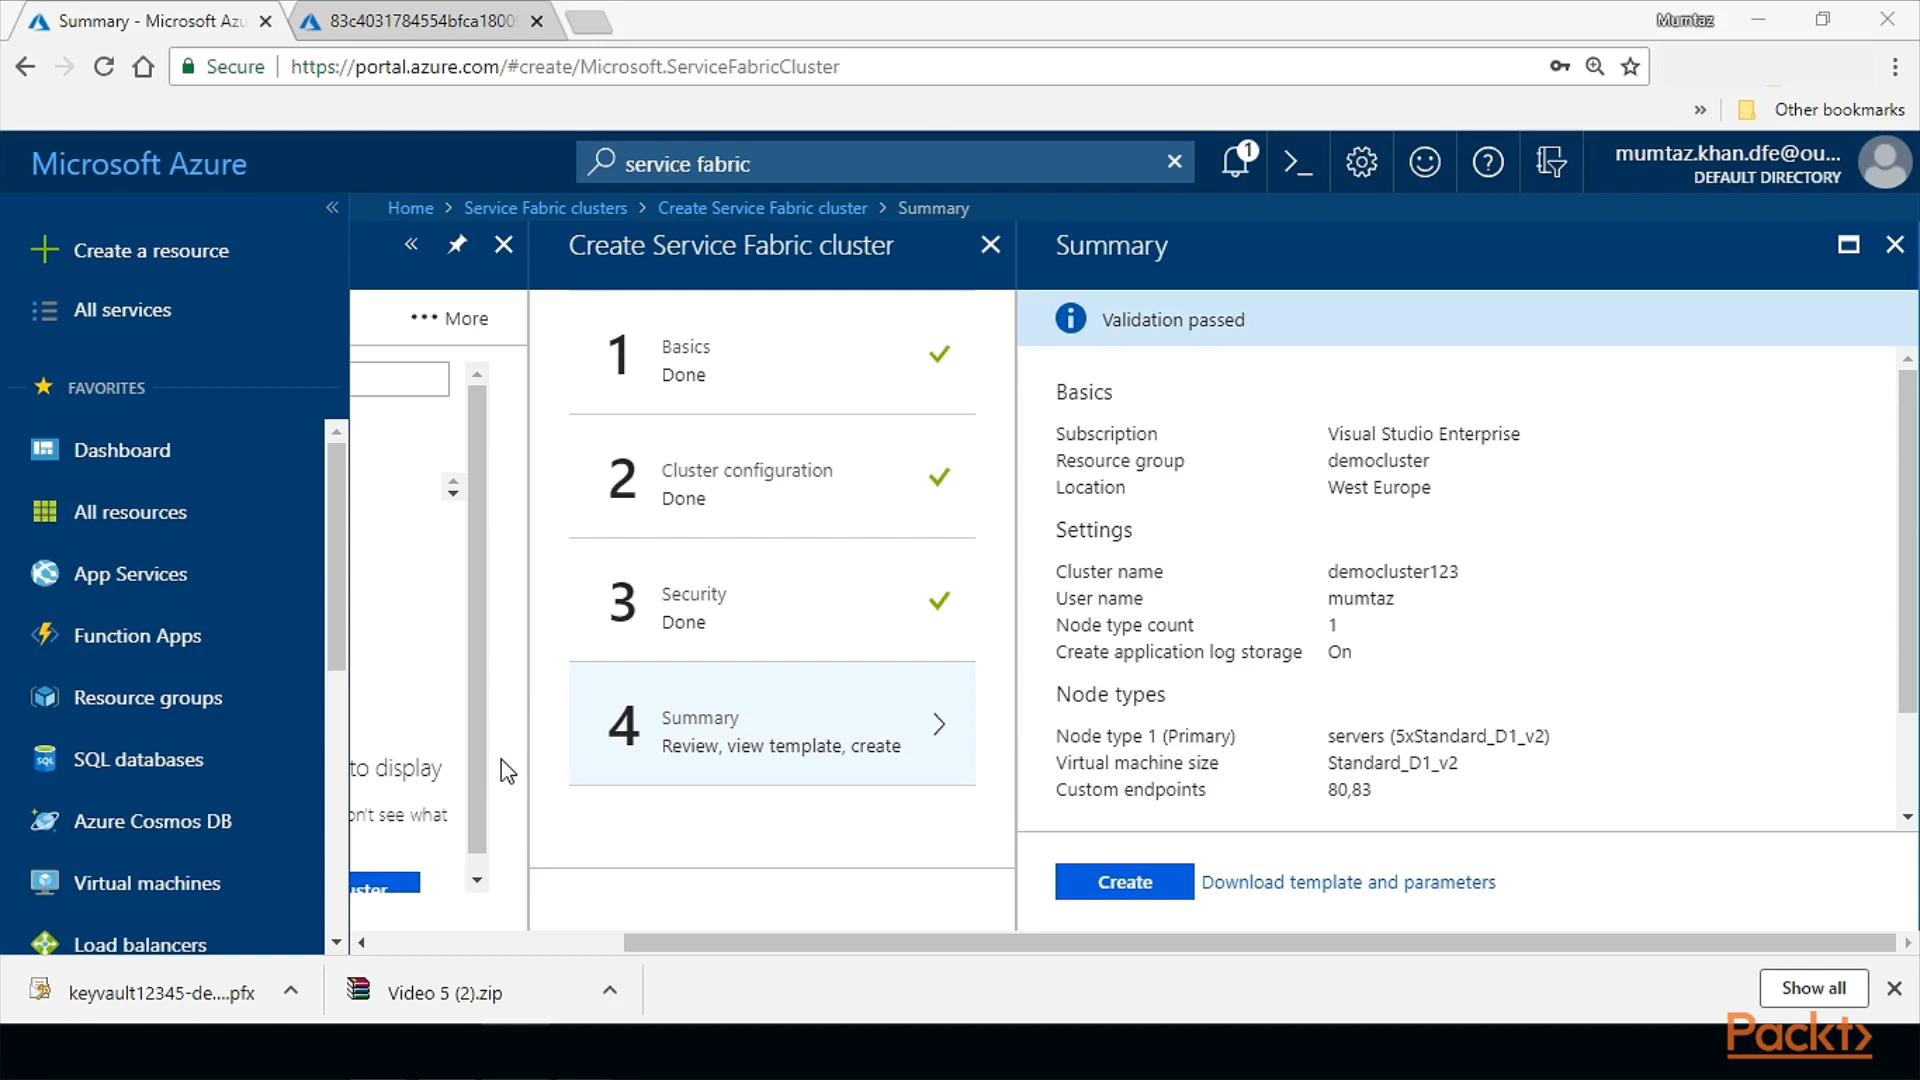 Summary - Microsoft Azu
83c4031784554bfca1800
Mumtaz
Secure
https://portal.azure.com/#create/Microsoft.ServiceFabricCluster
» Other bookmarks
Microsoft Azure
service fabric
1
mumtaz.khan.dfe@ou...
DEFAULT DIRECTORY
Home > Service Fabric clusters > Create Service Fabric cluster > Summary
Create a resource
All services
FAVORITES
Dashboard
All resources
App Services
Function Apps
Resource groups
SQL databases
Azure Cosmos DB
Virtual machines
Load balancers
••• More
to display
on't see what
uster
Create Service Fabric cluster
1 Basics
Done
2 Cluster configuration
Done
3 Security
Done
4 Summary
Review, view template, create
Summary
Validation passed
Basics
Subscription Visual Studio Enterprise
Resource group democluster
Location West Europe
Settings
Cluster name democluster123
User name mumtaz
Node type count 1
Create application log storage On
Node types
Node type 1 (Primary) servers (5xStandard_D1_v2)
Virtual machine size Standard_D1_v2
Custom endpoints 80,83
Create Download template and parameters
keyvault12345-de....pfx
Video 5 (2).zip
Show all
Packt>